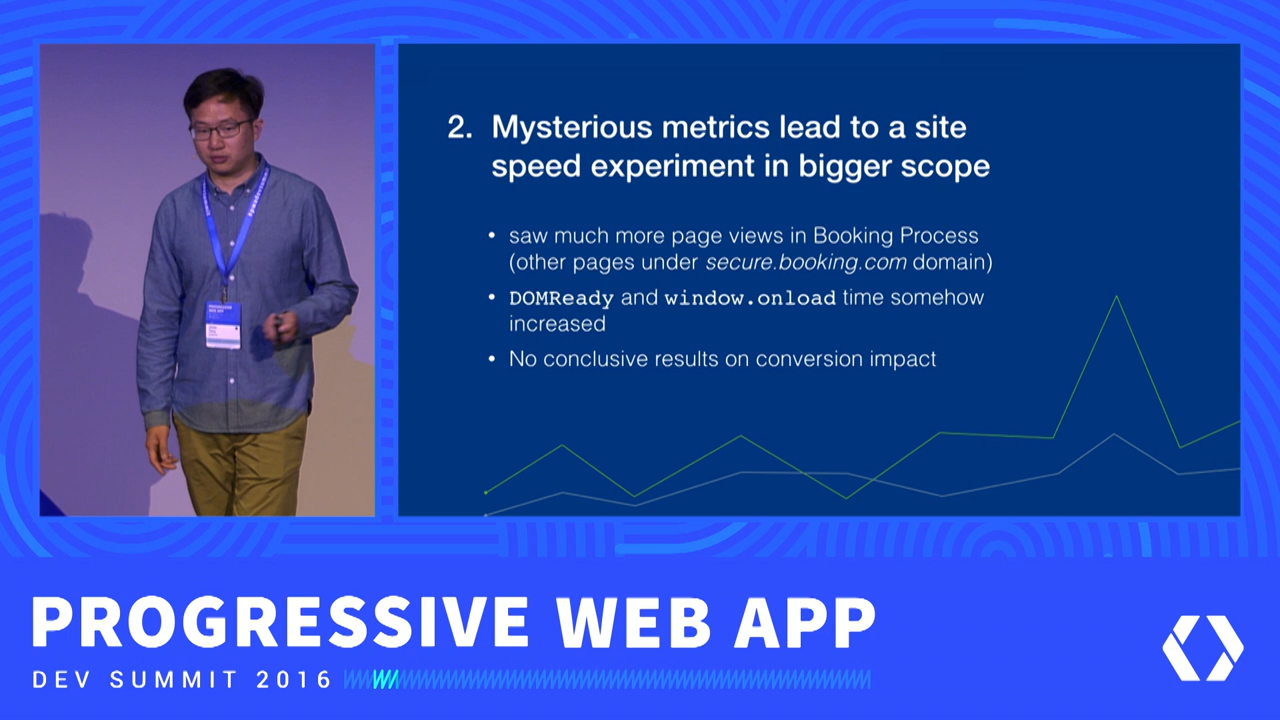 2. Mysterious metrics lead to a site
speed experiment in bigger scope
• saw much more page views in Booking Process
(other pages under secure.booking.com domain)
• DOMReady and window.onload time somehow
increased
• No conclusive results on conversion impact
PROGRESSIVE WEB APP
DEV SUMMIT 2016